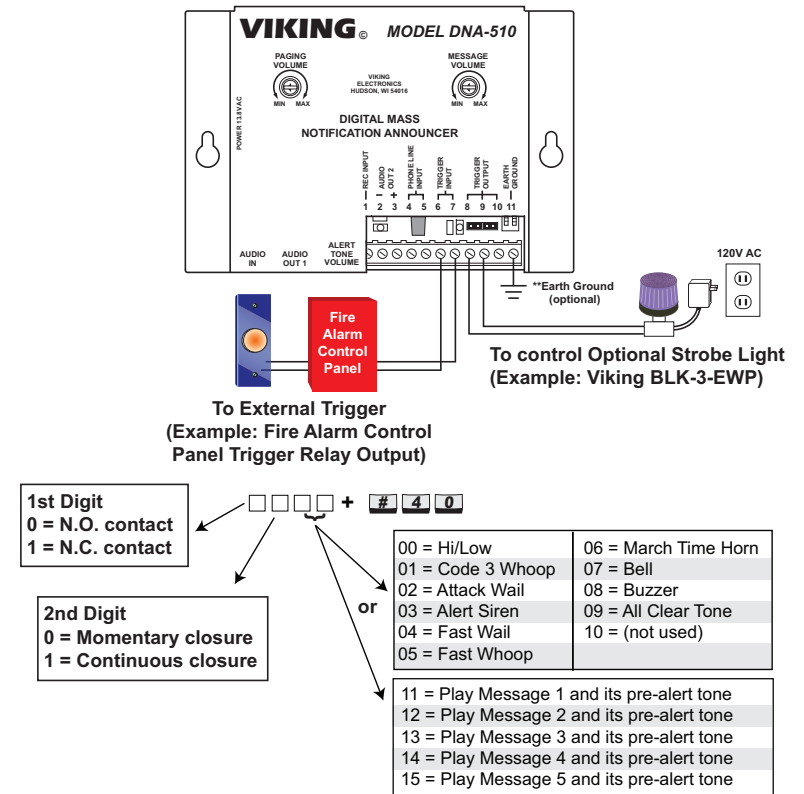 VIKING © MODEL DNA-510
PAGING VOLUME
MIN MAX
VIKING
ELECTRONICS
HUDSON, WI 54016
MESSAGE VOLUME
MIN MAX
POWER 13.8VAC
DIGITAL MASS
NOTIFICATION ANNOUNCER
REC INPUT
– AUDIO
+ OUT 2
PHONE LINE
INPUT
TRIGGER
INPUT
TRIGGER
OUTPUT
EARTH
GROUND
1 2 3 4 5 6 7 8 9 10 11
AUDIO
IN
AUDIO
OUT 1
ALERT
TONE
VOLUME
120V AC
**Earth Ground
(optional)
Fire
Alarm
Control
Panel
To control Optional Strobe Light
(Example: Viking BLK-3-EWP)
To External Trigger
(Example: Fire Alarm Control
Panel Trigger Relay Output)
1st Digit
0 = N.O. contact
1 = N.C. contact
□□□□ + # 4 0
2nd Digit
0 = Momentary closure
1 = Continuous closure
or
00 = Hi/Low
01 = Code 3 Whoop
02 = Attack Wail
03 = Alert Siren
04 = Fast Wail
05 = Fast Whoop
06 = March Time Horn
07 = Bell
08 = Buzzer
09 = All Clear Tone
10 = (not used)
11 = Play Message 1 and its pre-alert tone
12 = Play Message 2 and its pre-alert tone
13 = Play Message 3 and its pre-alert tone
14 = Play Message 4 and its pre-alert tone
15 = Play Message 5 and its pre-alert tone